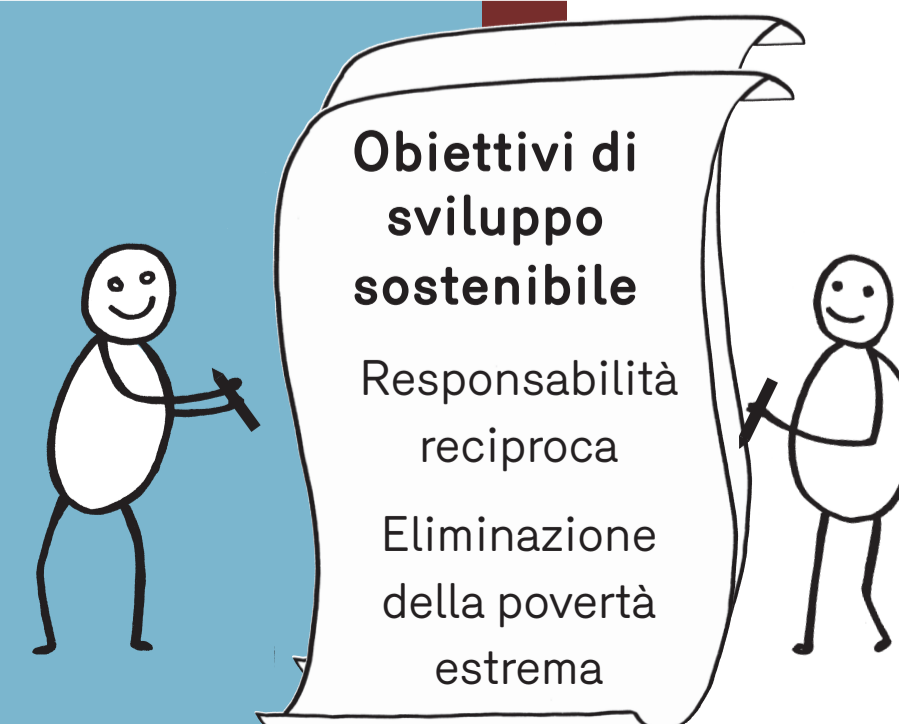 Obiettivi di
sviluppo
sostenibile
Responsabilità
reciproca
Eliminazione
della povertà
estrema